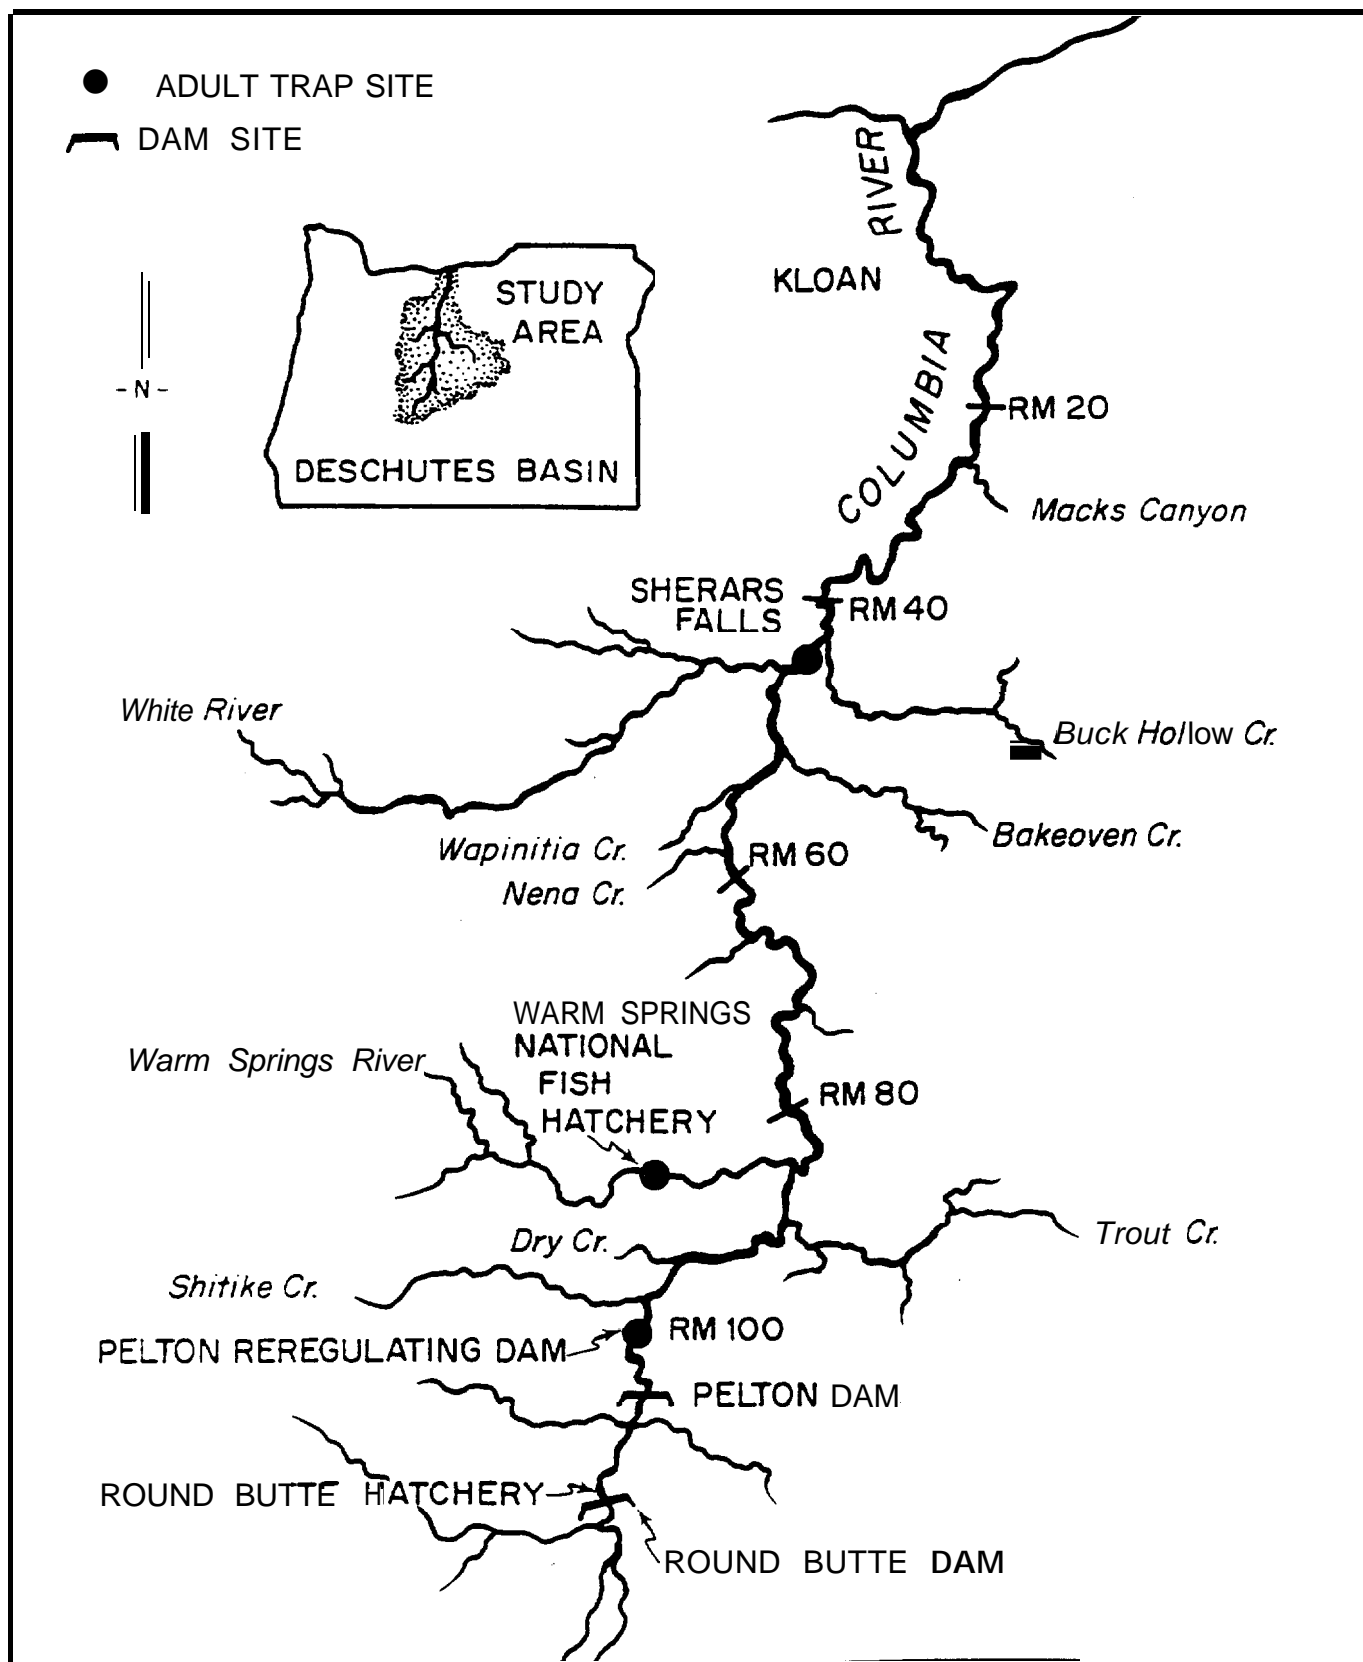 ADULT TRAP SITE
DAM SITE
RIVER
KLOAN
STUDY
AREA
COLUMBIA
- N -
RM 20
DESCHUTES BASIN
Macks Canyon
SHERARS
FALLS
RM 40
White River
Buck Hollow Cr.
Wapinitia Cr.
Bakeoven Cr.
RM 60
Nena Cr.
WARM SPRINGS
NATIONAL
FISH
HATCHERY
Warm Springs River
RM 80
Dry Cr.
Trout Cr.
Shitike Cr.
RM 100
PELTON REREGULATING DAM
PELTON DAM
ROUND BUTTE HATCHERY
ROUND BUTTE DAM